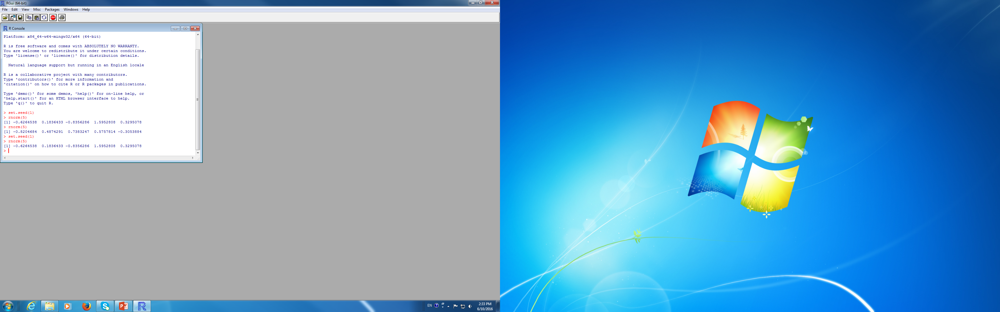 RGui (64-bit)
File Edit View Misc Packages Windows Help
STOP
R Console
Platform: x86_64-w64-mingw32/x64 (64-bit)
R is free software and comes with ABSOLUTELY NO WARRANTY.
You are welcome to redistribute it under certain conditions.
Type 'license()' or 'licence()' for distribution details.
Natural language support but running in an English locale
R is a collaborative project with many contributors.
Type 'contributors()' for more information and
'citation()' on how to cite R or R packages in publications.
Type 'demo()' for some demos, 'help()' for on-line help, or
'help.start()' for an HTML browser interface to help.
Type 'q()' to quit R.
> set.seed(1)
> rnorm(5)
[1] -0.6264538  0.1836433 -0.8356286  1.5952808  0.3295078
> rnorm(5)
[1] -0.8204684  0.4874291  0.7383247  0.5757814 -0.3053884
> set.seed(1)
> rnorm(5)
[1] -0.6264538  0.1836433 -0.8356286  1.5952808  0.3295078
>
EN
2:33 PM
6/10/2016